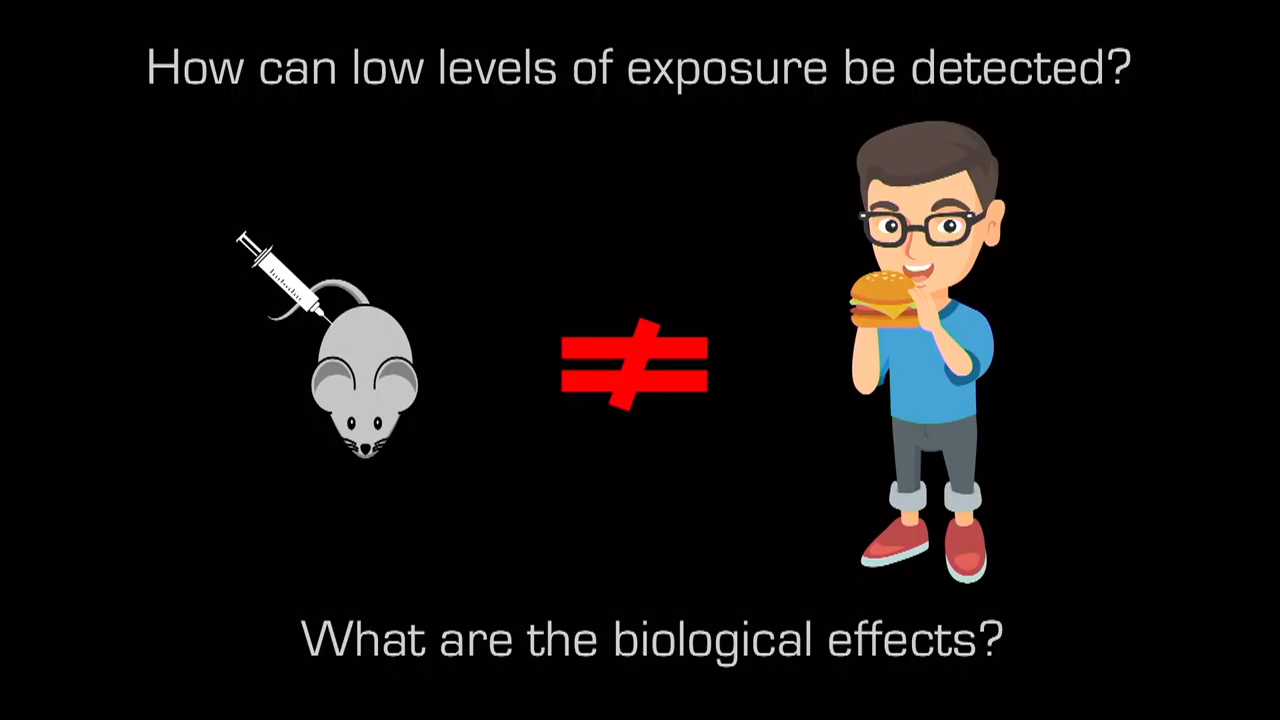 How can low levels of exposure be detected?
What are the biological effects?